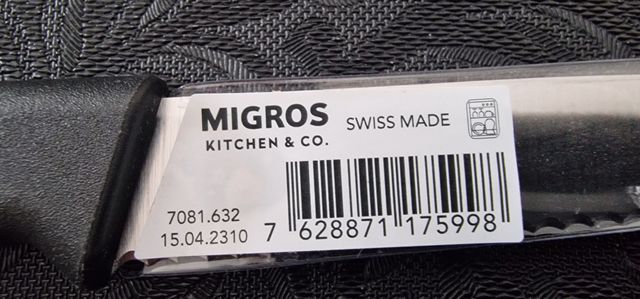 MIGROS
KITCHEN & CO.
SWISS MADE
7081.632
15.04.2310
7 628871 175998